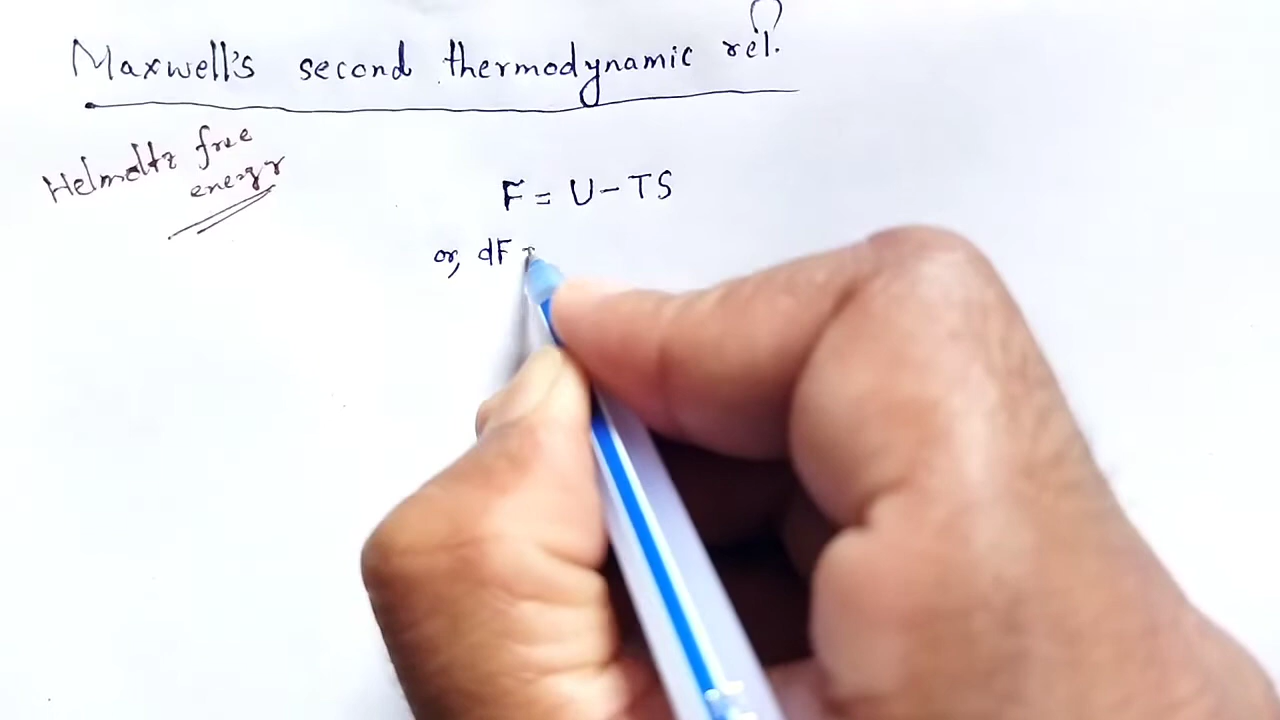 Maxwell's second thermodynamic rel.
Helmoltz free
energy
F = U - TS
or, dF =